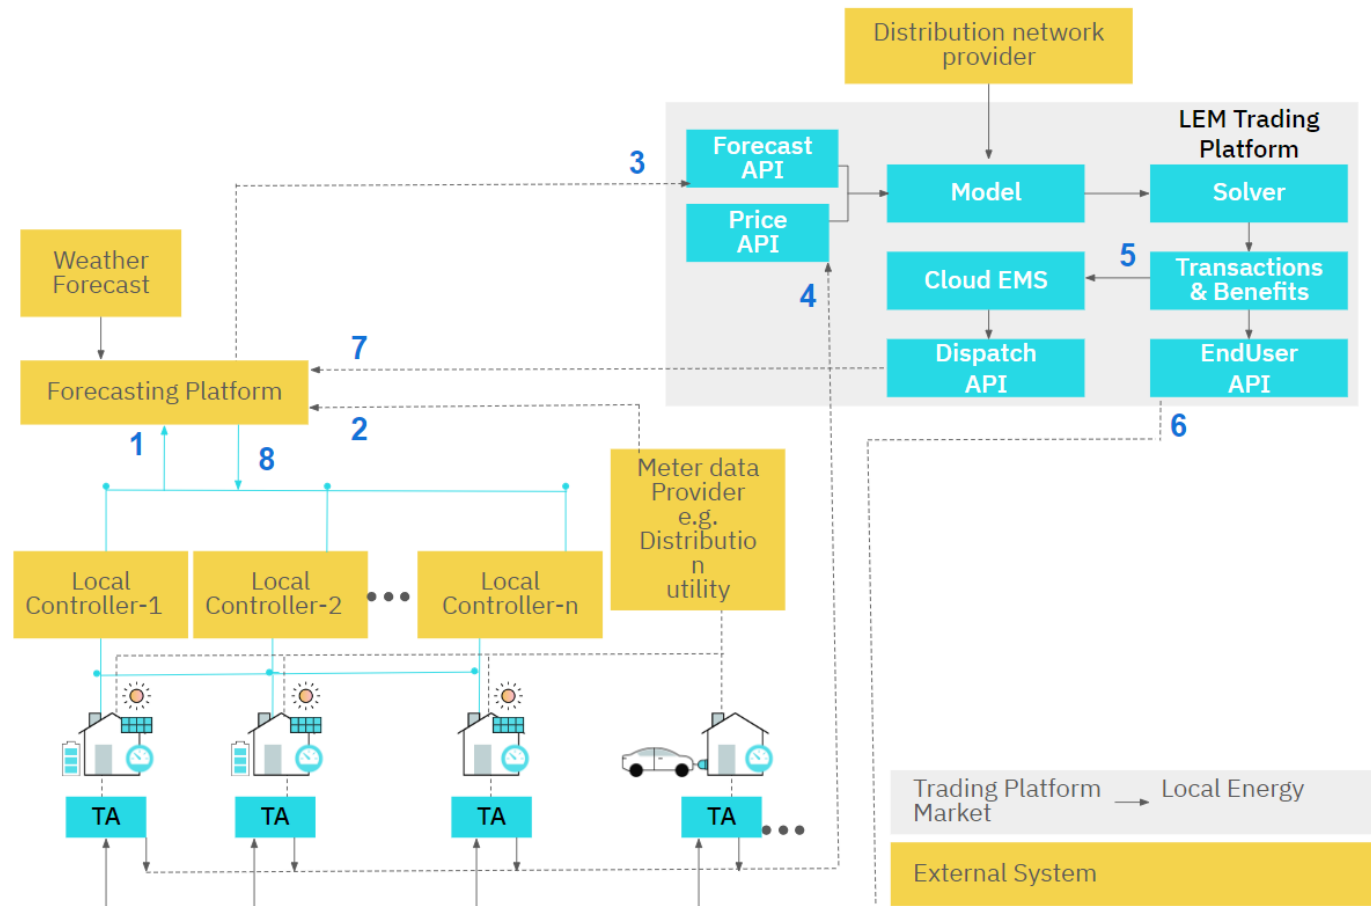 Distribution network
provider
LEM Trading
Platform
Forecast
API
3
Model
Solver
Price
API
Weather
Forecast
4
Cloud EMS
5
Transactions
& Benefits
7
Dispatch
API
EndUser
API
Forecasting Platform
2
6
1
8
Meter data
Provider
e.g.
Distributio
n
utility
Local
Controller-1
Local
Controller-2
Local
Controller-n
TA
TA
TA
TA
Trading Platform
Market
Local Energy
External System